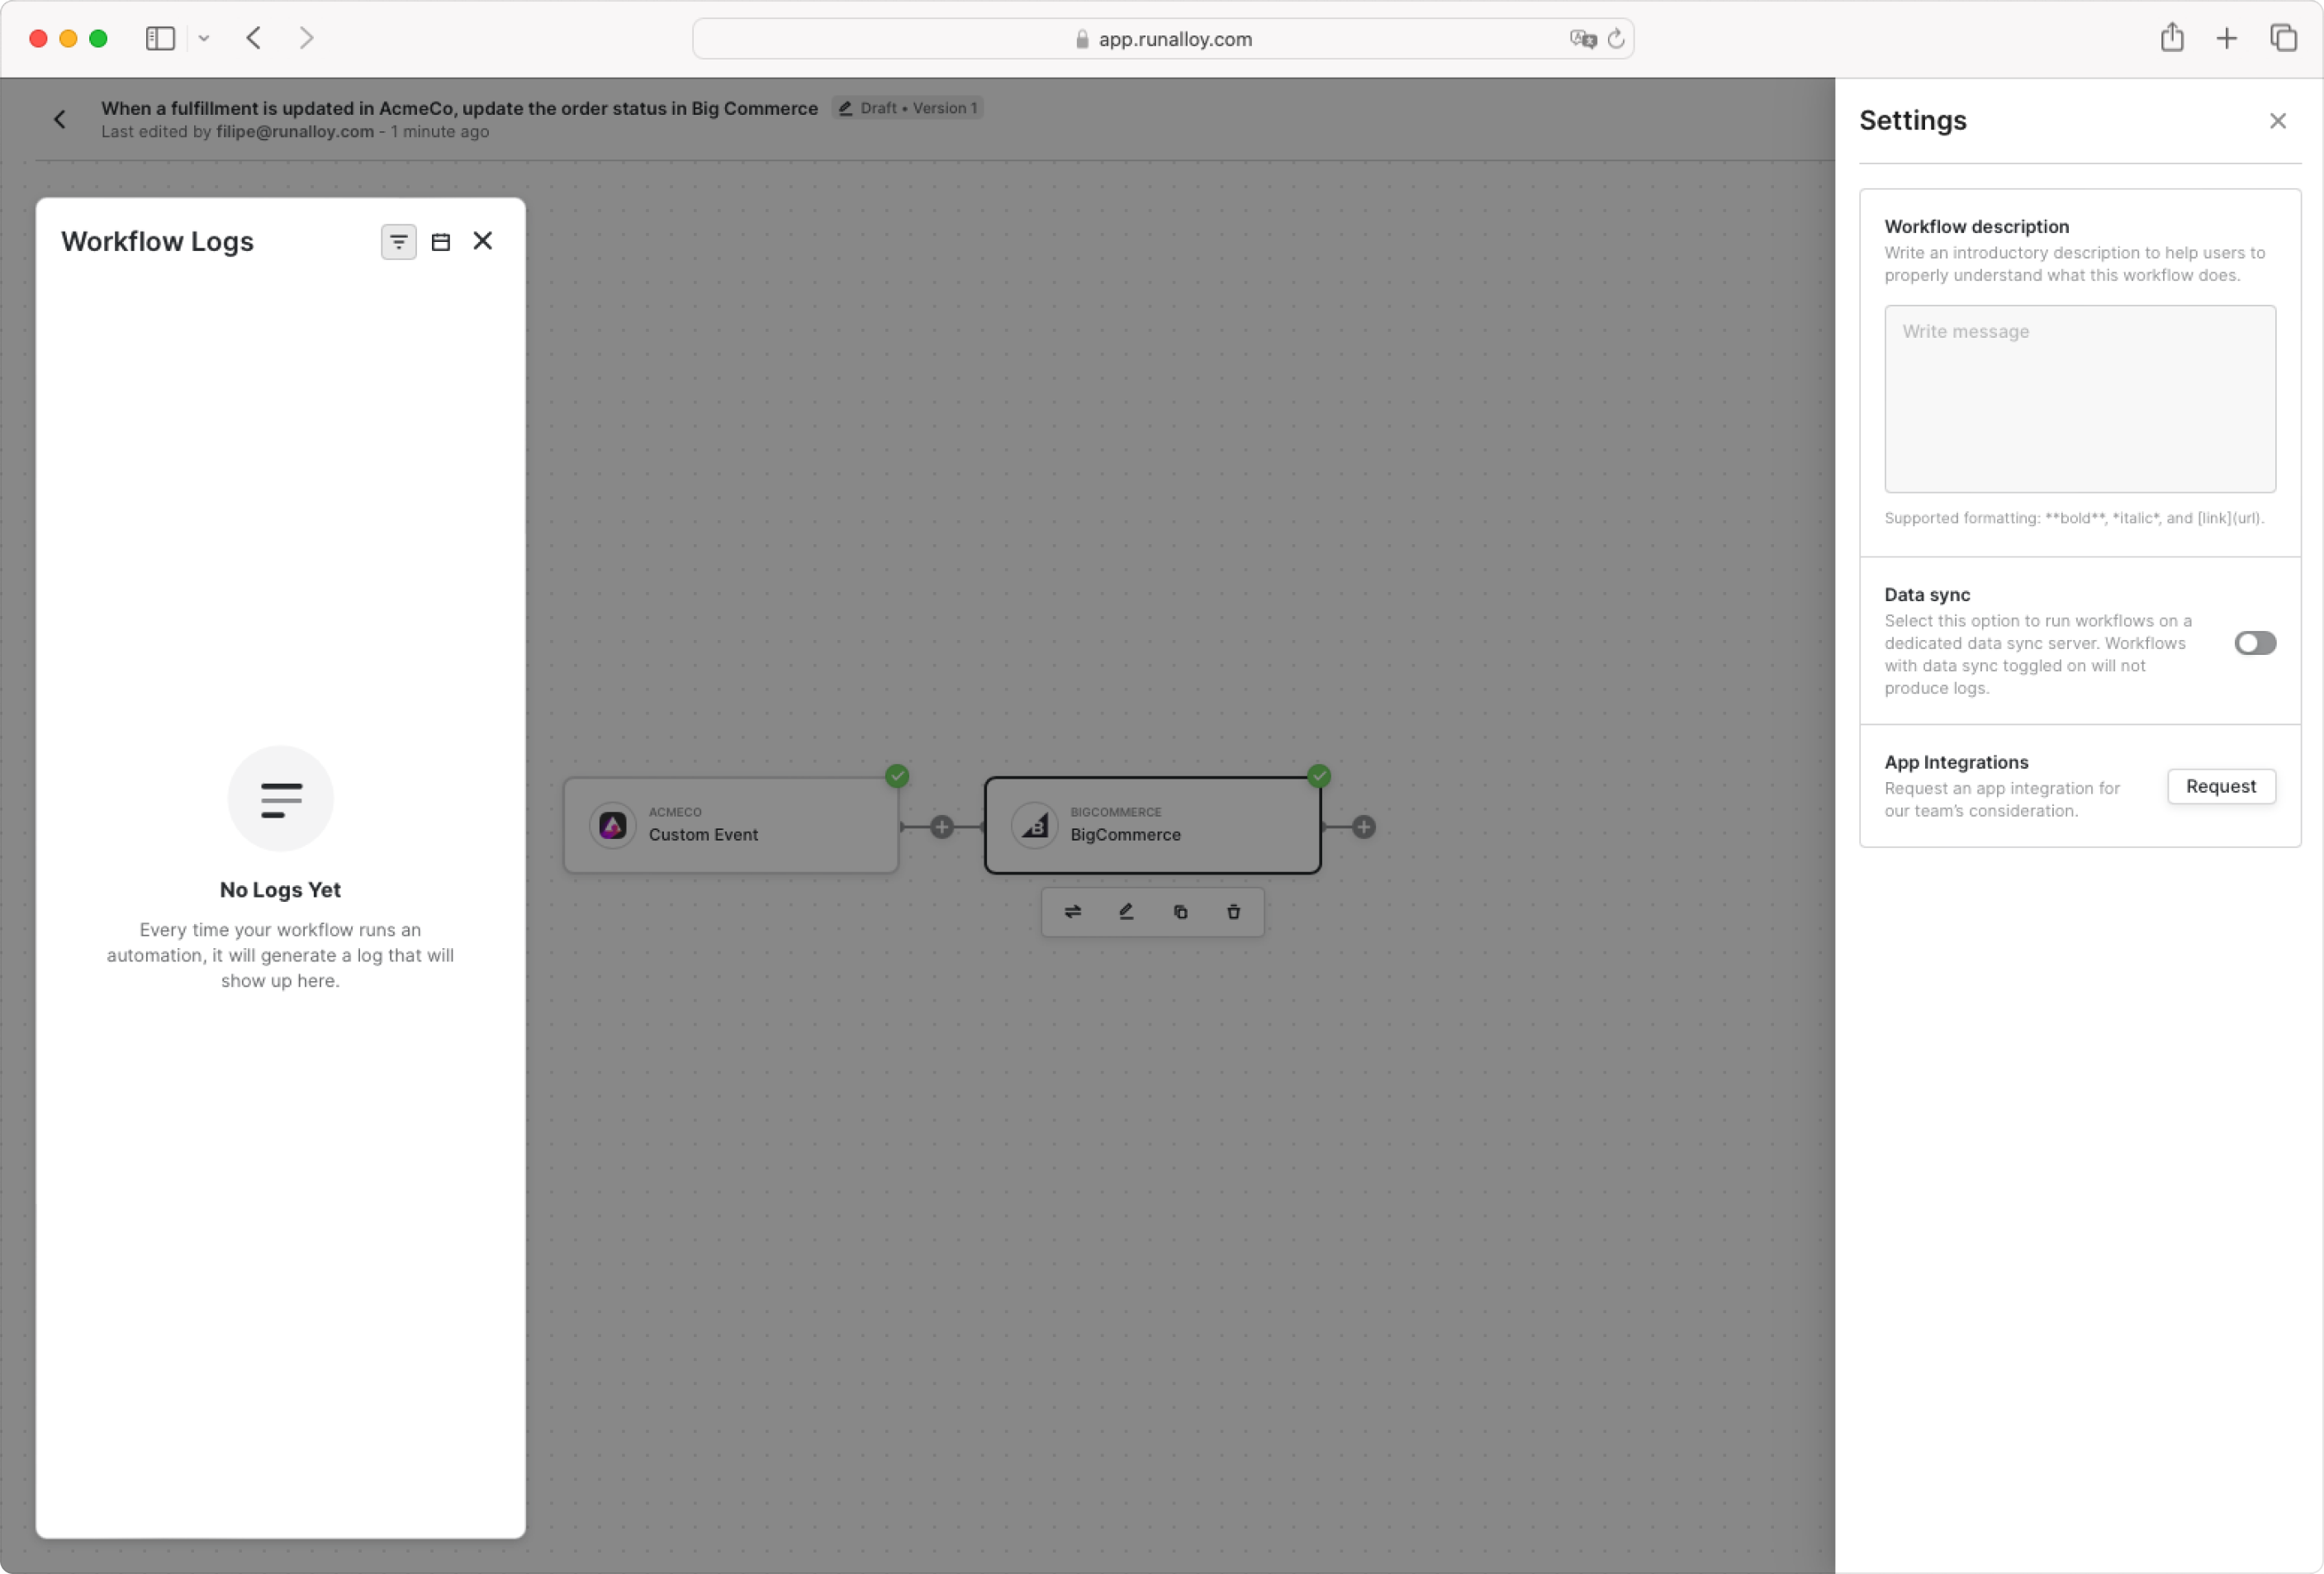 app.runalloy.com
When a fulfillment is updated in AcmeCo, update the order status in Big Commerce
Draft • Version 1
Last edited by filipe@runalloy.com - 1 minute ago
Workflow Logs
No Logs Yet
Every time your workflow runs an
automation, it will generate a log that will
show up here.
ACMECO
Custom Event
BIGCOMMERCE
BigCommerce
Settings
Workflow description
Write an introductory description to help users to
properly understand what this workflow does.
Write message
Supported formatting: **bold**, *italic*, and [link](url).
Data sync
Select this option to run workflows on a
dedicated data sync server. Workflows
with data sync toggled on will not
produce logs.
App Integrations
Request an app integration for
our team’s consideration.
Request